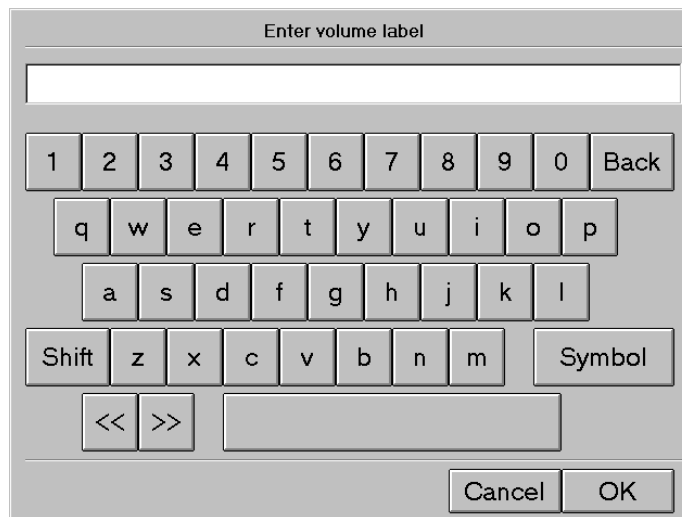 Enter volume label
1 2 3 4 5 6 7 8 9 0 Back
q w e r t y u i o p
a s d f g h j k l
Shift z x c v b n m Symbol
<< >>
Cancel OK